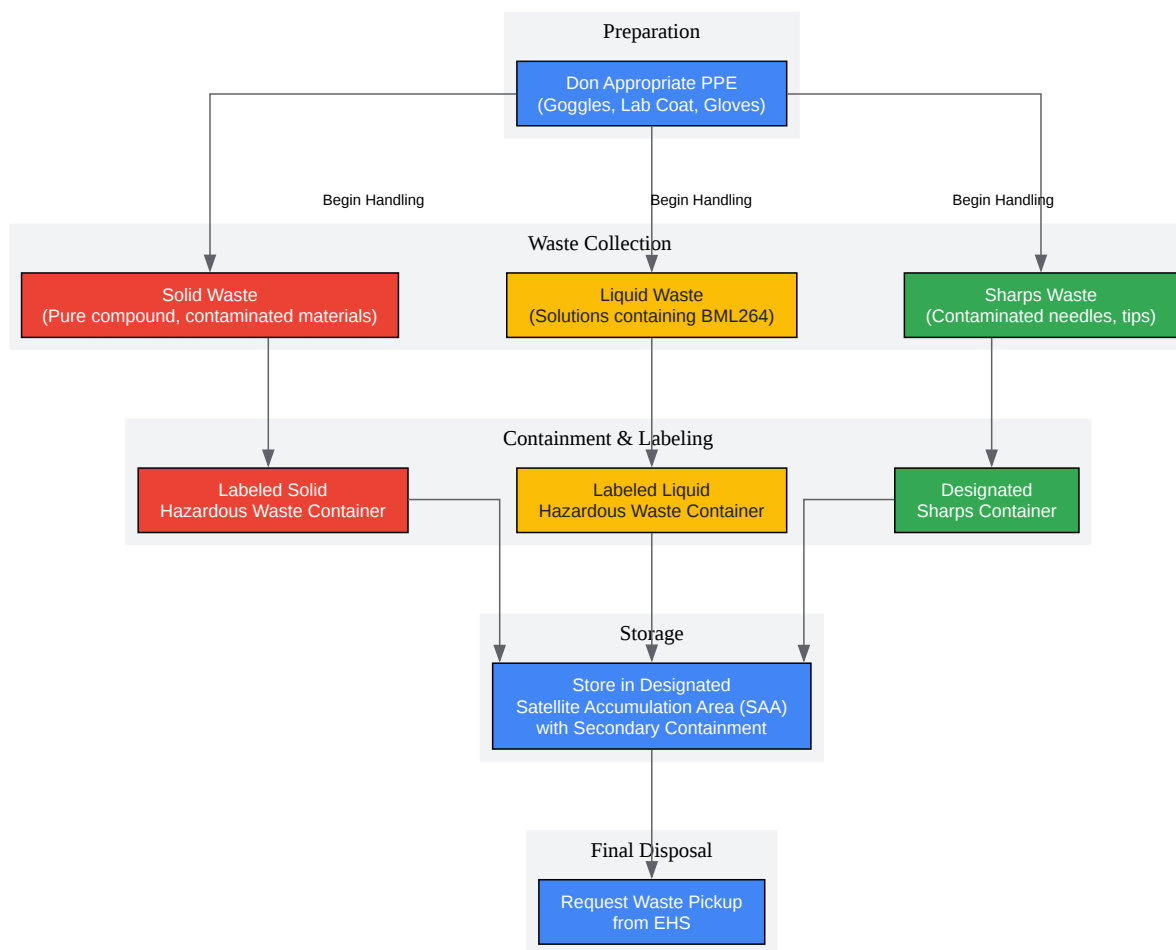 Preparation
Don Appropriate PPE
(Goggles, Lab Coat, Gloves)
Begin Handling
Begin Handling
Begin Handling
Waste Collection
Solid Waste
(Pure compound, contaminated materials)
Liquid Waste
(Solutions containing BML264)
Sharps Waste
(Contaminated needles, tips)
Containment & Labeling
Labeled Solid
Hazardous Waste Container
Labeled Liquid
Hazardous Waste Container
Designated
Sharps Container
Storage
Store in Designated
Satellite Accumulation Area (SAA)
with Secondary Containment
Final Disposal
Request Waste Pickup
from EHS